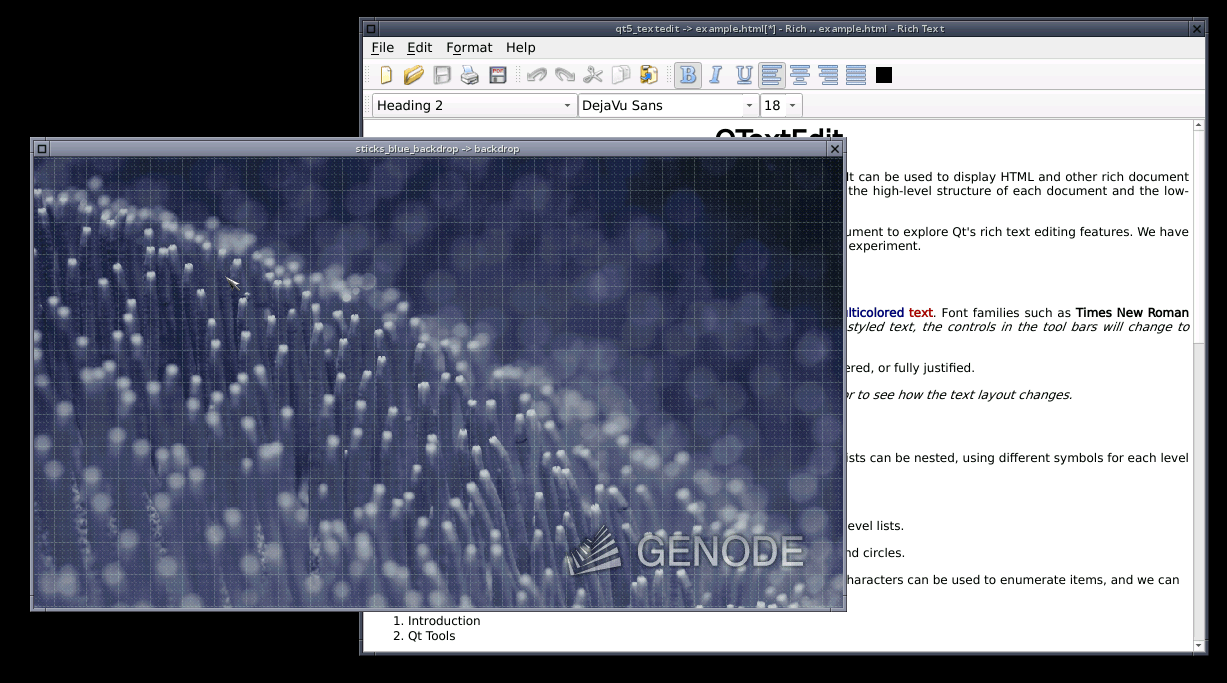 qt5_textedit -> example.html[*] - Rich .. example.html - Rich Text
File Edit Format Help
PDF
B I U
Heading 2 DejaVu Sans 18
QTextEdit
sticks_blue_backdrop -> backdrop
It can be used to display HTML and other rich document
the high-level structure of each document and the low-
ument to explore Qt's rich text editing features. We have
experiment.
lticolored text. Font families such as Times New Roman
styled text, the controls in the tool bars will change to
ered, or fully justified.
or to see how the text layout changes.
ists can be nested, using different symbols for each level
evel lists.
GENODE
nd circles.
haracters can be used to enumerate items, and we can
1. Introduction
2. Qt Tools